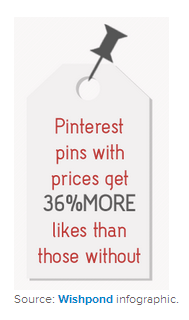 Pinterest
pins with
prices get
36%MORE
likes than
those without
Source: Wishpond infographic.